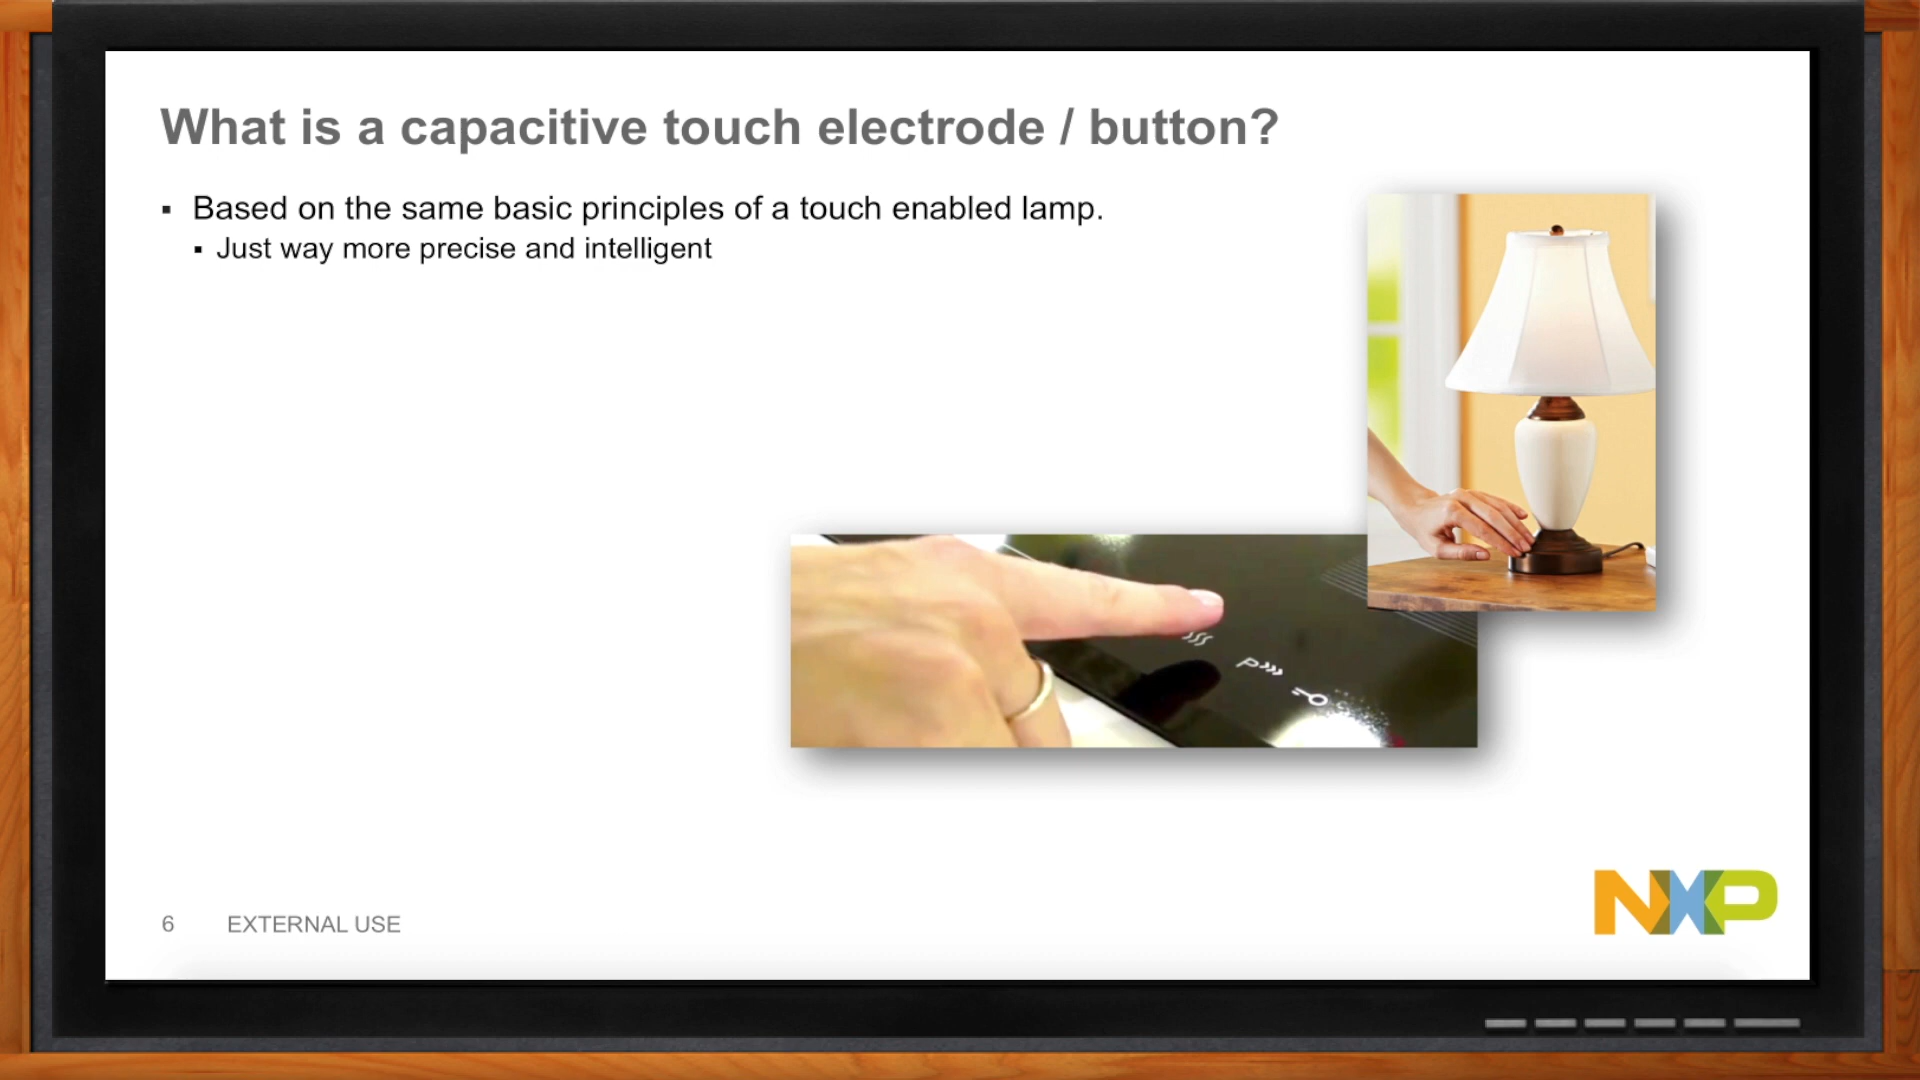 What is a capacitive touch electrode / button?
▪ Based on the same basic principles of a touch enabled lamp.
▪ Just way more precise and intelligent
P
6 EXTERNAL USE
NXP